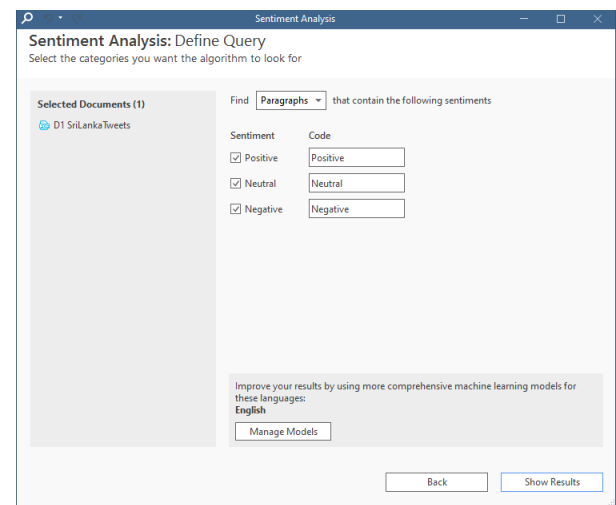 Sentiment Analysis
Sentiment Analysis: Define Query
Select the categories you want the algorithm to look for
Selected Documents (1)
D1 SriLankaTweets
Find Paragraphs that contain the following sentiments
Sentiment Code
Positive Positive
Neutral Neutral
Negative Negative
Improve your results by using more comprehensive machine learning models for
these languages:
English
Manage Models
Back Show Results